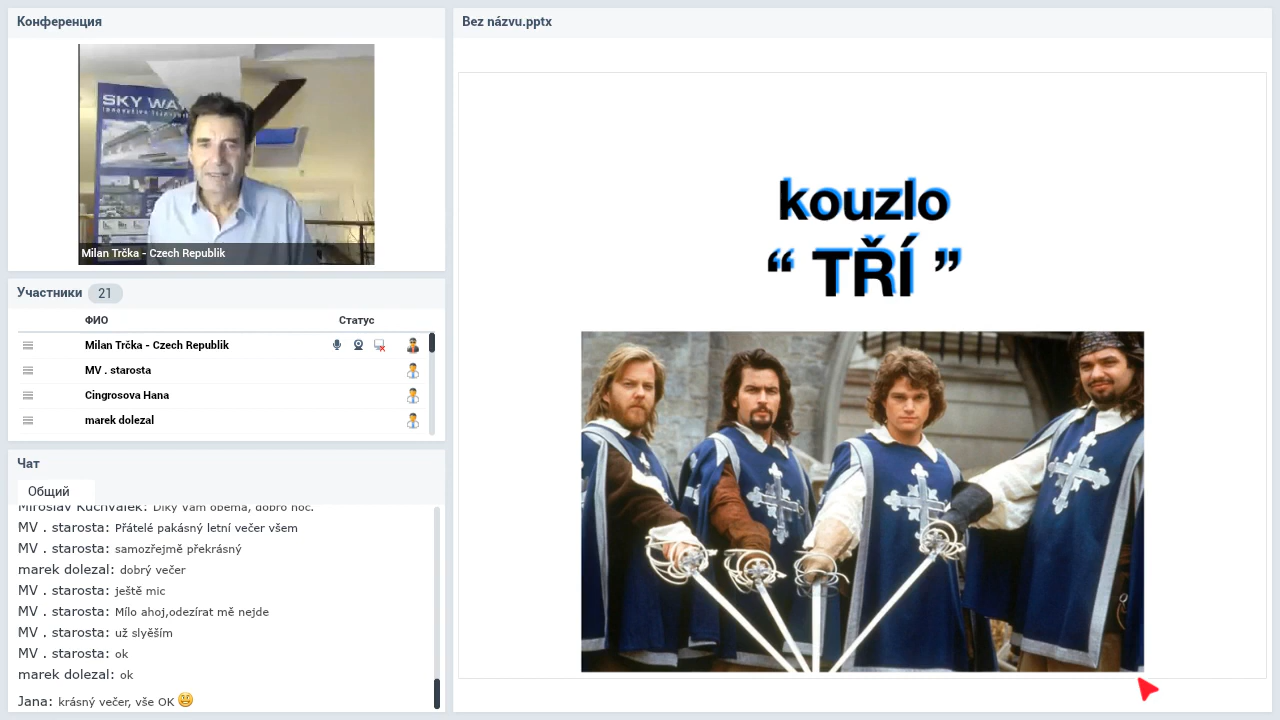 Конференция
SKY WA
Milan Trčka - Czech Republik
Участники 21
ФИО Статус
Milan Trčka - Czech Republik
MV . starosta
Cingrosova Hana
marek dolezal
Чат
Общий
Miroslav Kuchválek: Díky Vám oběma, dobro noc.
MV . starosta: Přátelé pakásný letní večer všem
MV . starosta: samozřejmě překrásný
marek dolezal: dobrý večer
MV . starosta: ještě mic
MV . starosta: Mílo ahoj,odezírat mě nejde
MV . starosta: už slyěším
MV . starosta: ok
marek dolezal: ok
Jana: krásný večer, vše OK
Bez názvu.pptx
kouzlo
“ TŘÍ ”